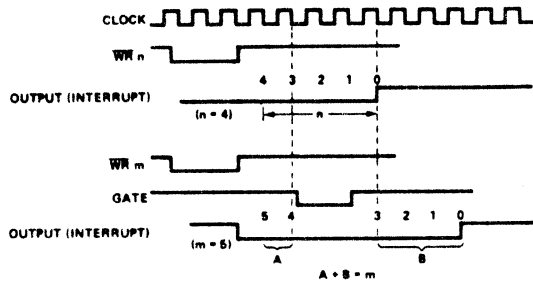 CLOCK
WR n
4 3 2 1 0
OUTPUT (INTERRUPT)
(n = 4)
n
WR m
GATE
5 4 3 2 1 0
OUTPUT (INTERRUPT)
(m = 5)
A
B
A + B = m